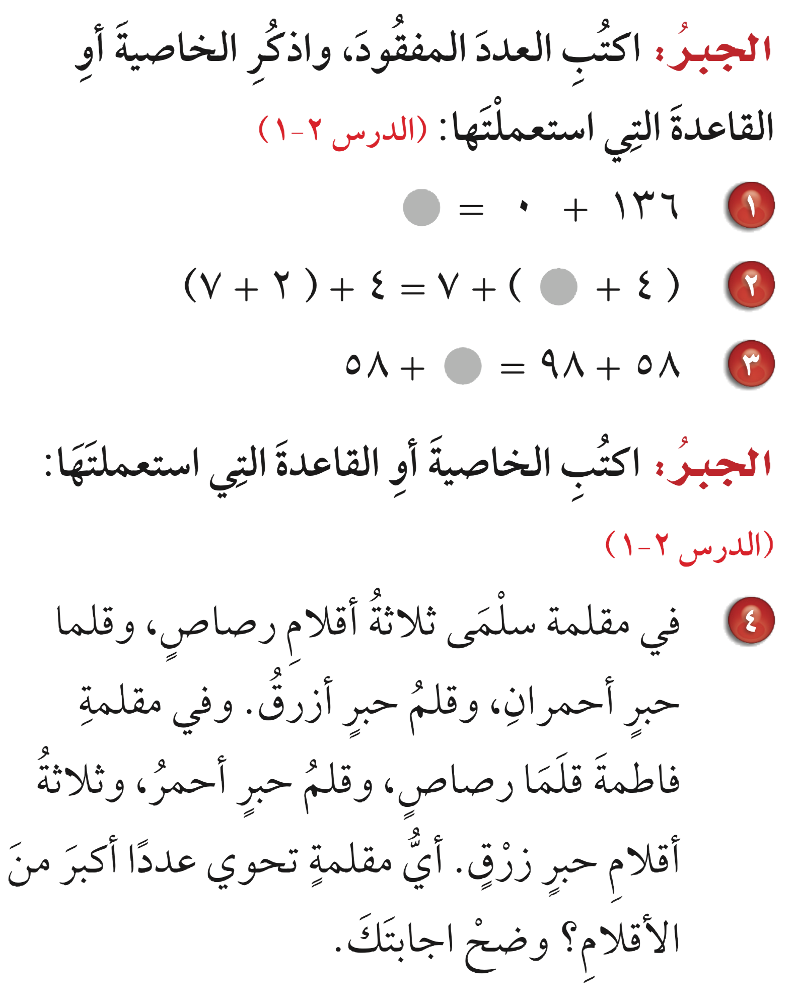 الجبرُ: اكتُبِ العددَ المفقُودَ، واذكُرِ الخاصيةَ أوِ
القاعدةَ التِي استعملْتَها: (الدرس ٢-١)
١ ١٣٦ + ٠ =
٢ ( ٤ + ) + ٧ = ٤ + ( ٢ + ٧)
٣ ٥٨ + ٩٨ = + ٥٨
الجبرُ: اكتُبِ الخاصيةَ أوِ القاعدةَ التِي استعملتَهَا:
(الدرس ٢-١)
٤ في مقلمة سلْمَى ثلاثةُ أقلامِ رصاصٍ، وقلما
حبرٍ أحمرانِ، وقلمُ حبرٍ أزرقُ. وفي مقلمةِ
فاطمةَ قلَمَا رصاصٍ، وقلمُ حبرٍ أحمرُ، وثلاثةُ
أقلامِ حبرٍ زرْقٍ. أيُّ مقلمةٍ تحوي عددًا أكبرَ منَ
الأقلامِ؟ وضحْ اجابتَكَ.